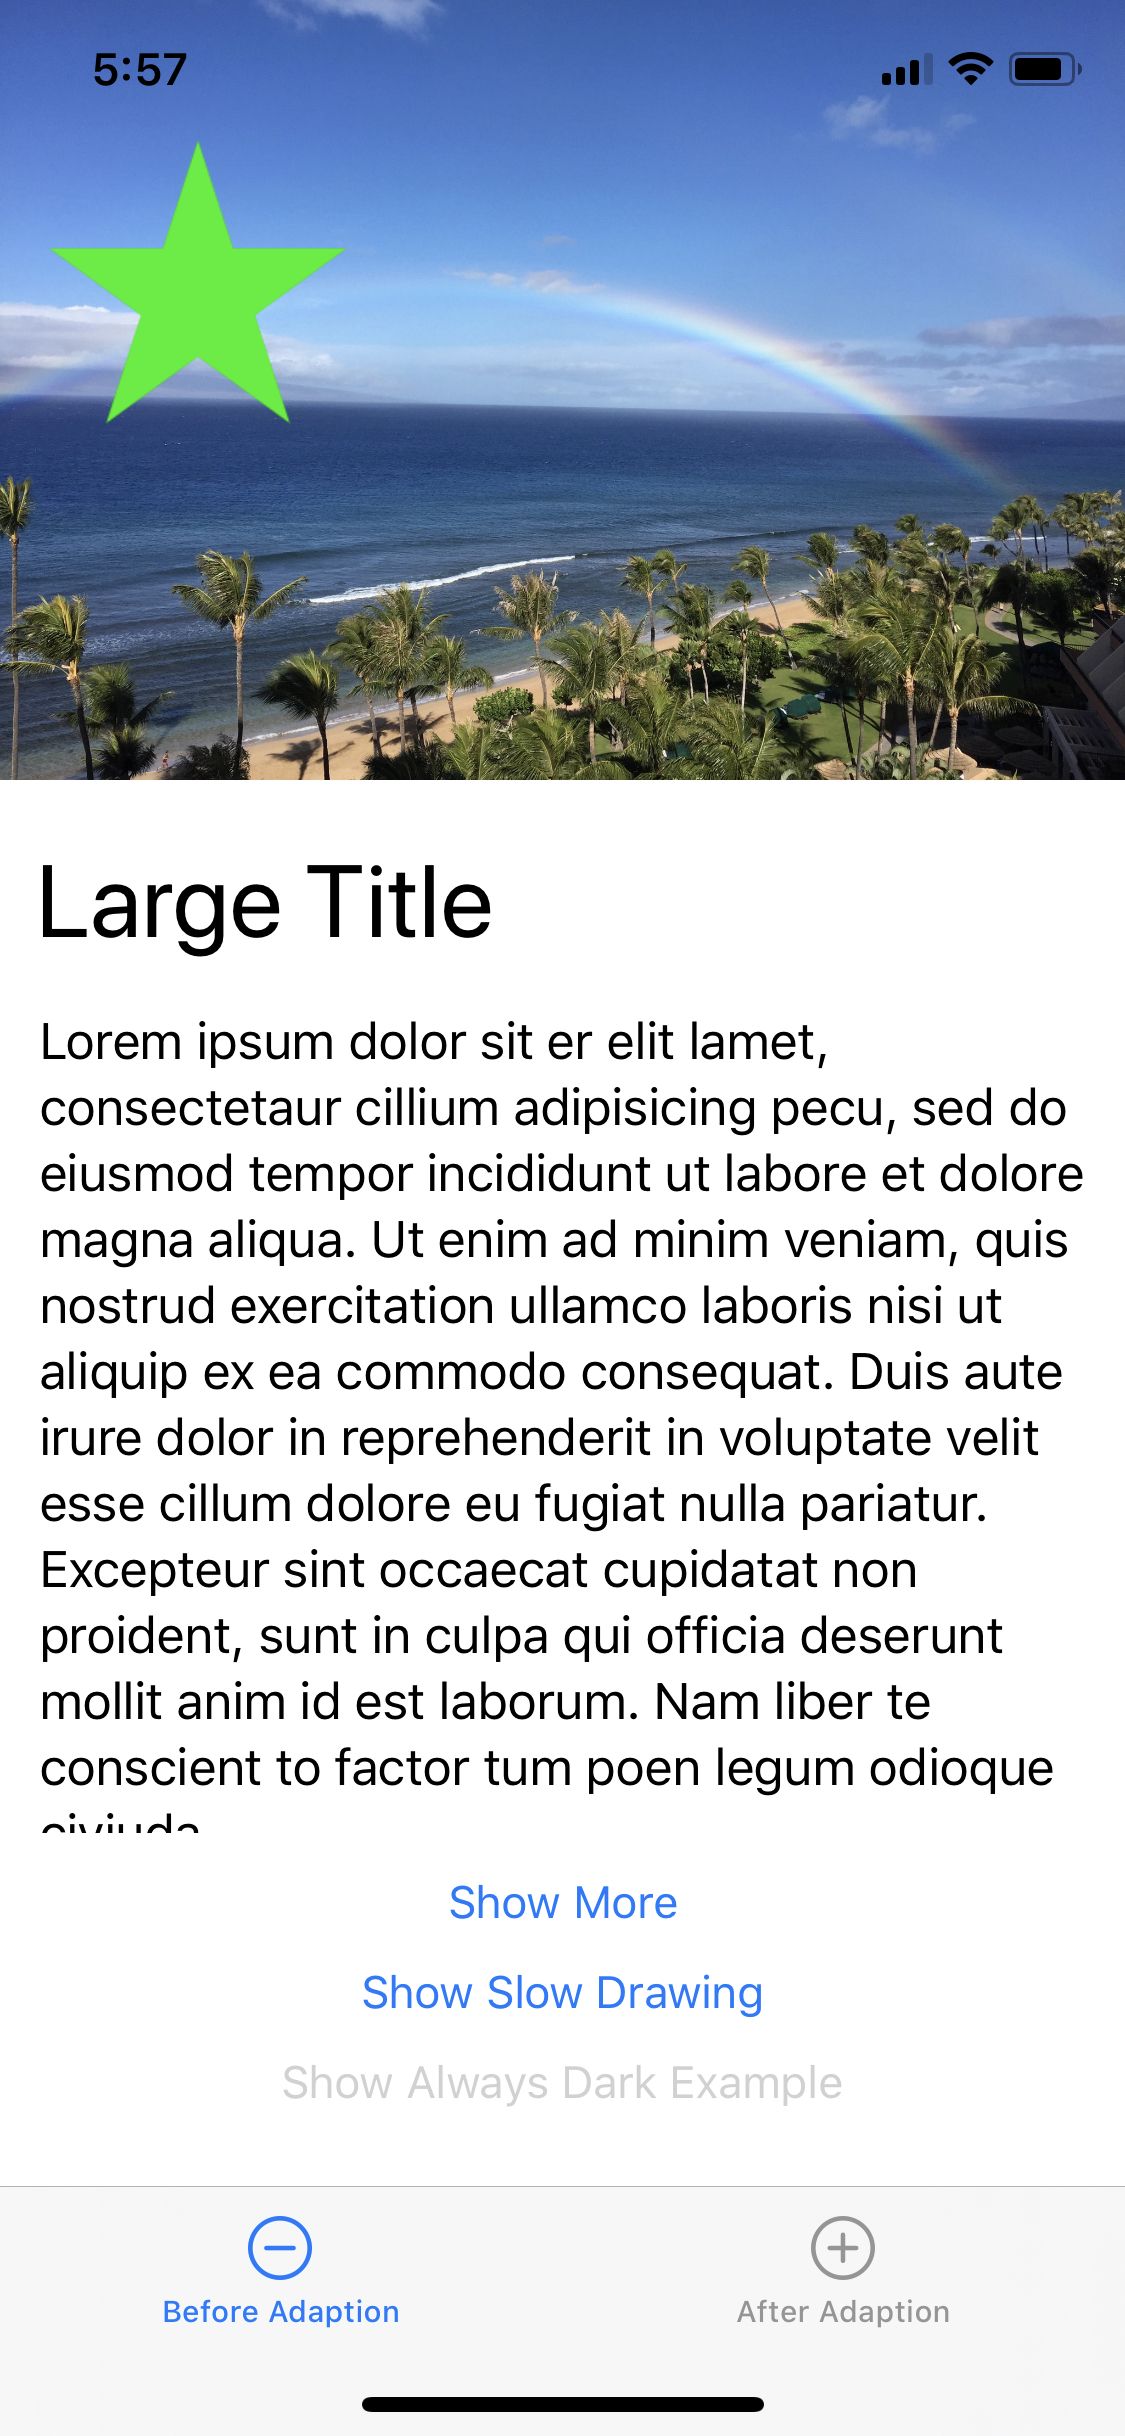 5:57
Large Title
Lorem ipsum dolor sit er elit lamet,
consectetaur cillium adipisicing pecu, sed do
eiusmod tempor incididunt ut labore et dolore
magna aliqua. Ut enim ad minim veniam, quis
nostrud exercitation ullamco laboris nisi ut
aliquip ex ea commodo consequat. Duis aute
irure dolor in reprehenderit in voluptate velit
esse cillum dolore eu fugiat nulla pariatur.
Excepteur sint occaecat cupidatat non
proident, sunt in culpa qui officia deserunt
mollit anim id est laborum. Nam liber te
conscient to factor tum poen legum odioque
Show More
Show Slow Drawing
Show Always Dark Example
Before Adaption
After Adaption